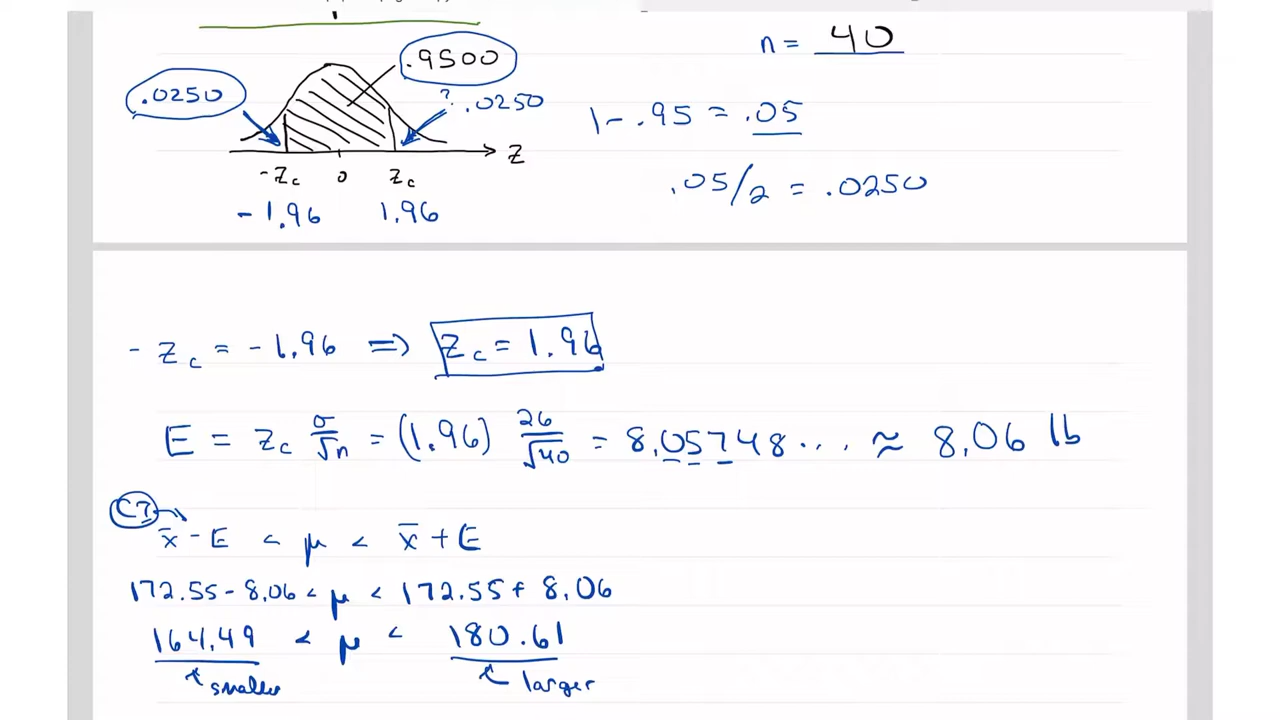 n = 40
.9500
.0250
? .0250
1 - .95 = .05
.05/2 = .0250
-Zc 0 Zc Z
-1.96 1.96
- Zc = -1.96 ⇒ Zc = 1.96
E = Zc σ/√n = (1.96) 26/√40 = 8.05748... ≈ 8.06 lb
x̄ - E < μ < x̄ + E
172.55 - 8.06 < μ < 172.55 + 8.06
164.49 < μ < 180.61
smaller larger